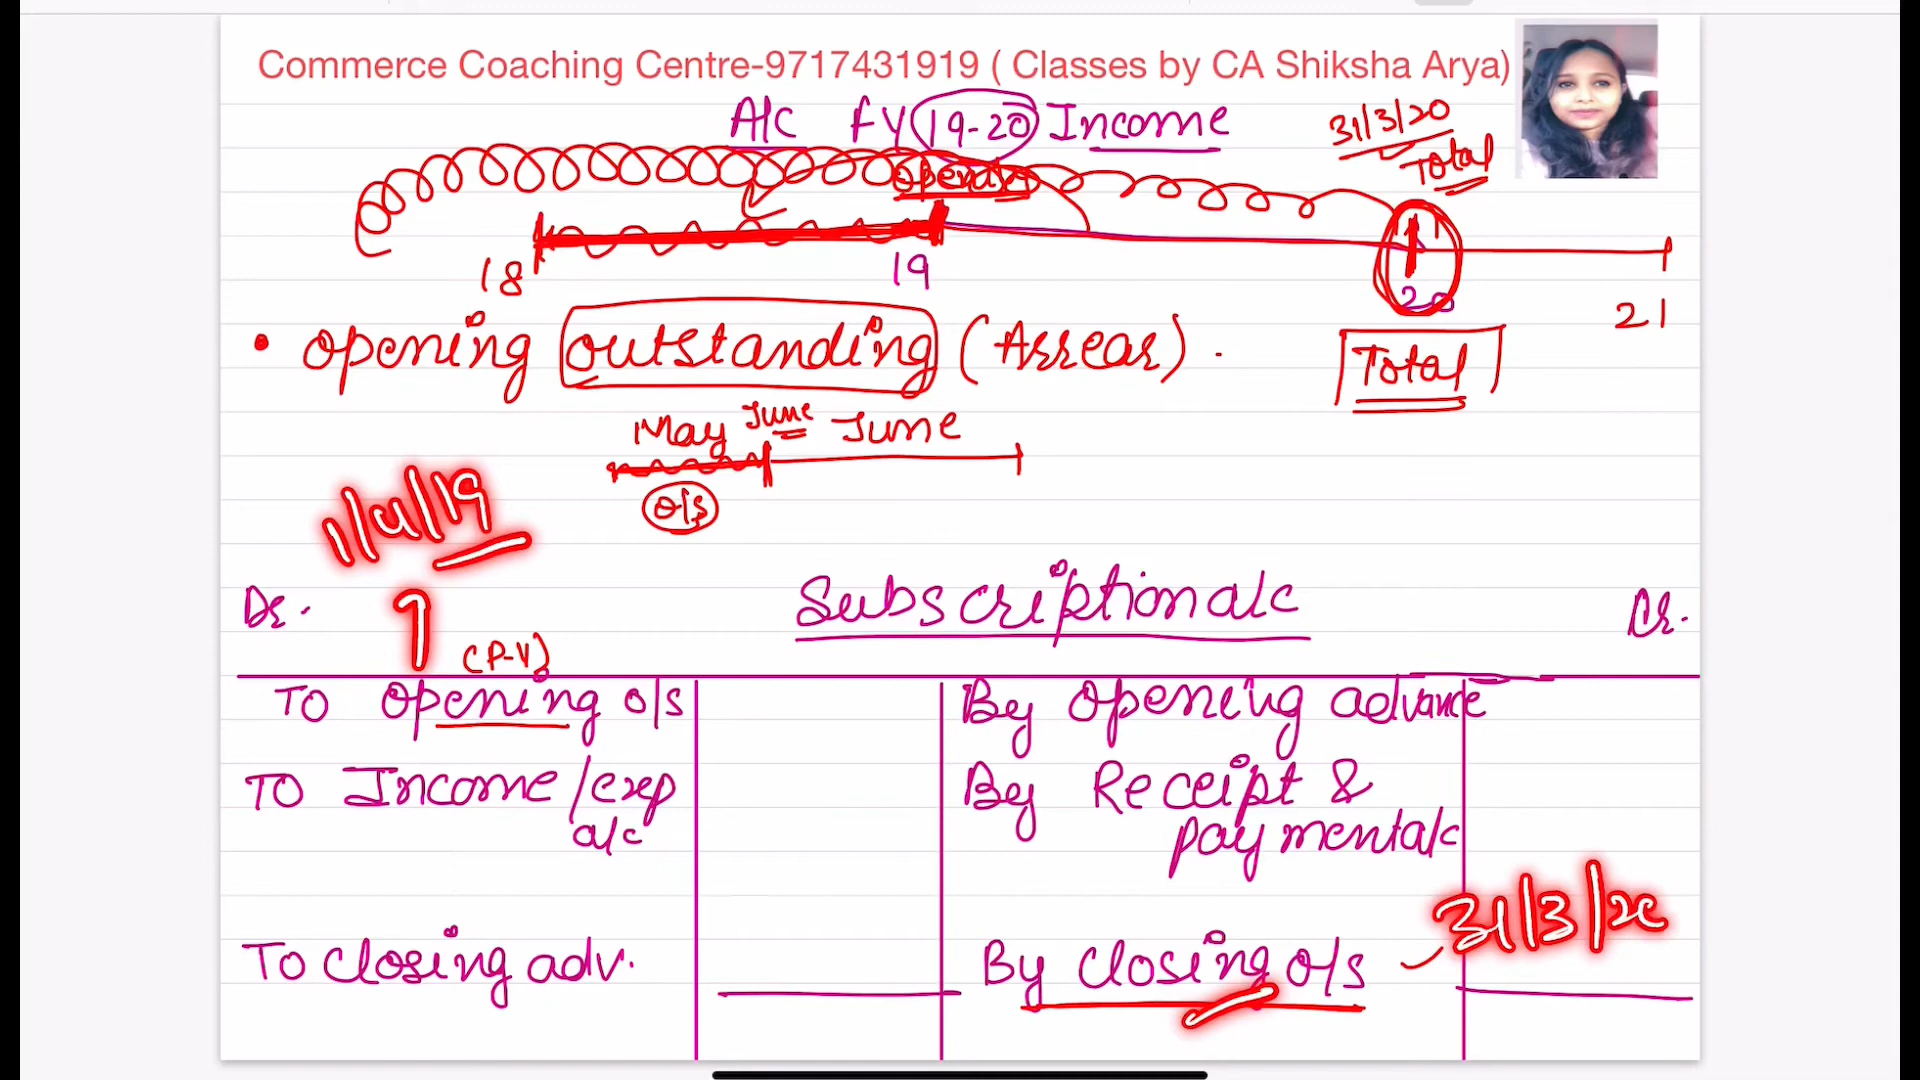 Commerce Coaching Centre-9717431919 ( Classes by CA Shiksha Arya)
A/C FY 19-20 Income
31/3/20
Total
18 19 20 21
• opening outstanding (Arrear).
Total
May June June
o/s
1/4/19
Dr. Subscription a/c Cr.
(P-Y)
To opening o/s By opening advance
To Income/exp a/c By Receipt & payment a/c
31/3/20
To closing adv. By closing o/s